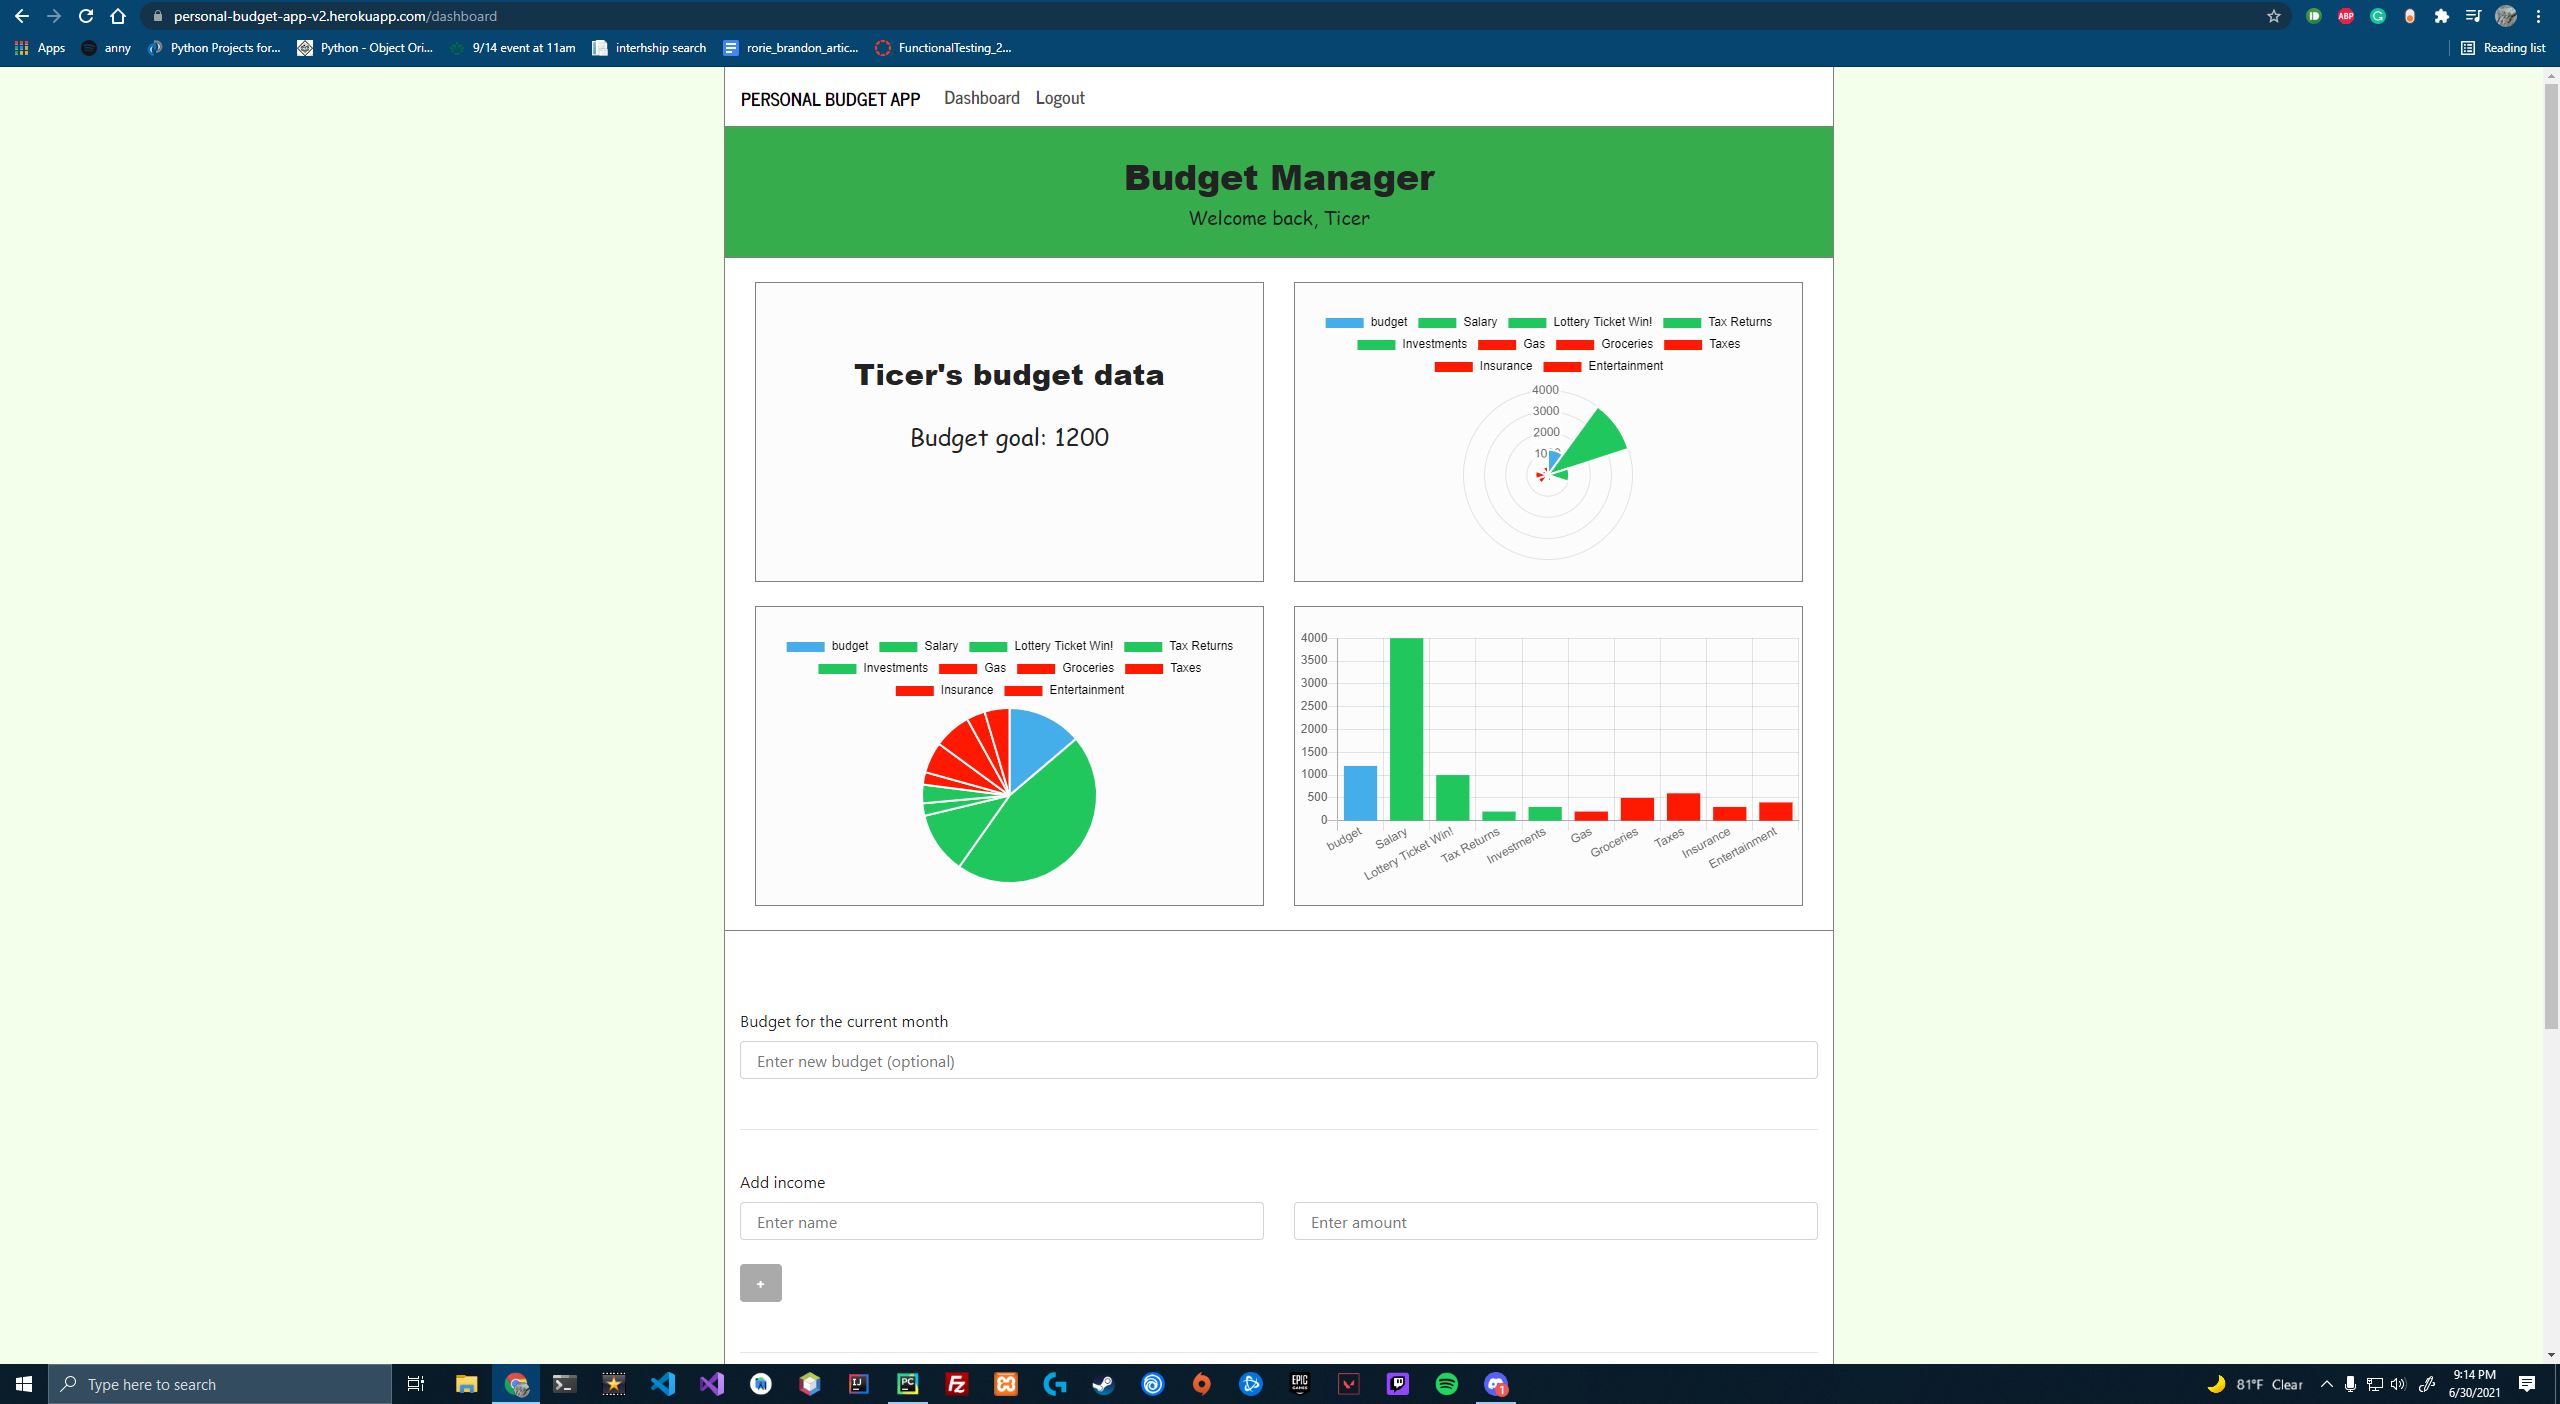 personal-budget-app-v2.herokuapp.com/dashboard
ABP
Apps anny Python Projects for... Python - Object Ori... 9/14 event at 11am interhship search rorie_brandon_artic... FunctionalTesting_2... Reading list
PERSONAL BUDGET APP Dashboard Logout
Budget Manager
Welcome back, Ticer
Ticer's budget data
Budget goal: 1200
budget Salary Lottery Ticket Win! Tax Returns
Investments Gas Groceries Taxes
Insurance Entertainment
4000
3000
2000
budget Salary Lottery Ticket Win! Tax Returns
Investments Gas Groceries Taxes
Insurance Entertainment
4000
3500
3000
2500
2000
1500
1000
500
0
budget Salary Lottery Ticket Win! Tax Returns Investments Gas Groceries Taxes Insurance Entertainment
Budget for the current month
Enter new budget (optional)
Add income
Enter name Enter amount
+
Type here to search
81°F Clear
9:14 PM
6/30/2021